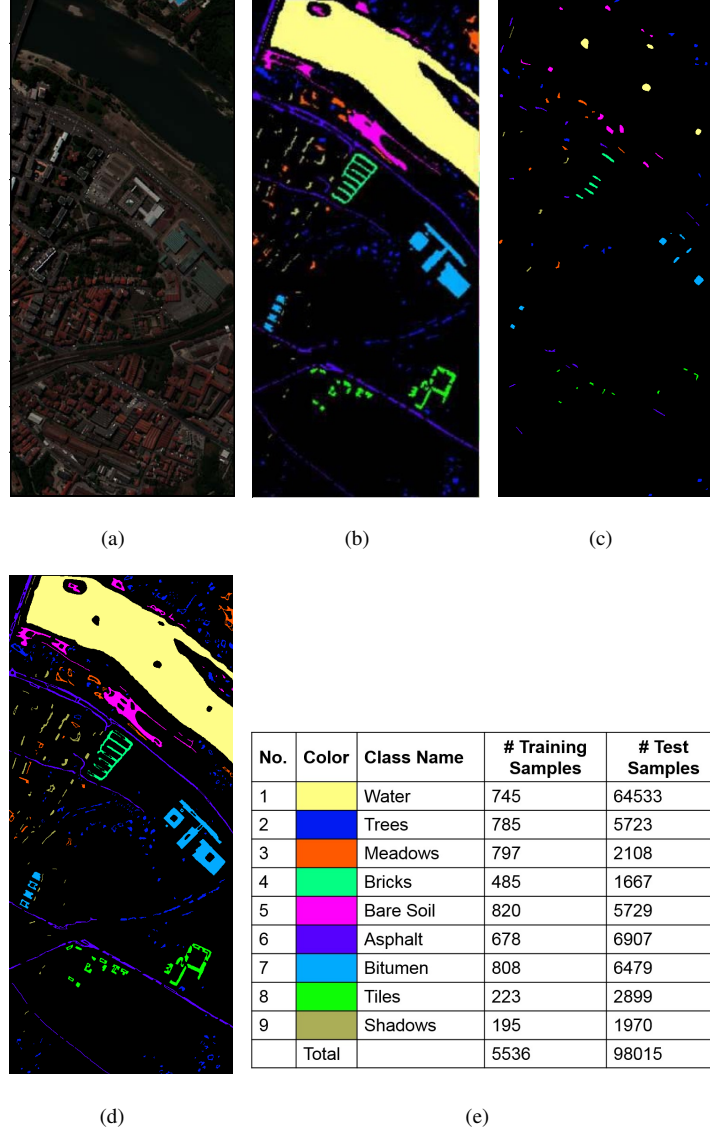 (a)
(b)
(c)
(d)
No. Color Class Name # Training Samples # Test Samples
1 Water 745 64533
2 Trees 785 5723
3 Meadows 797 2108
4 Bricks 485 1667
5 Bare Soil 820 5729
6 Asphalt 678 6907
7 Bitumen 808 6479
8 Tiles 223 2899
9 Shadows 195 1970
Total 5536 98015
(e)